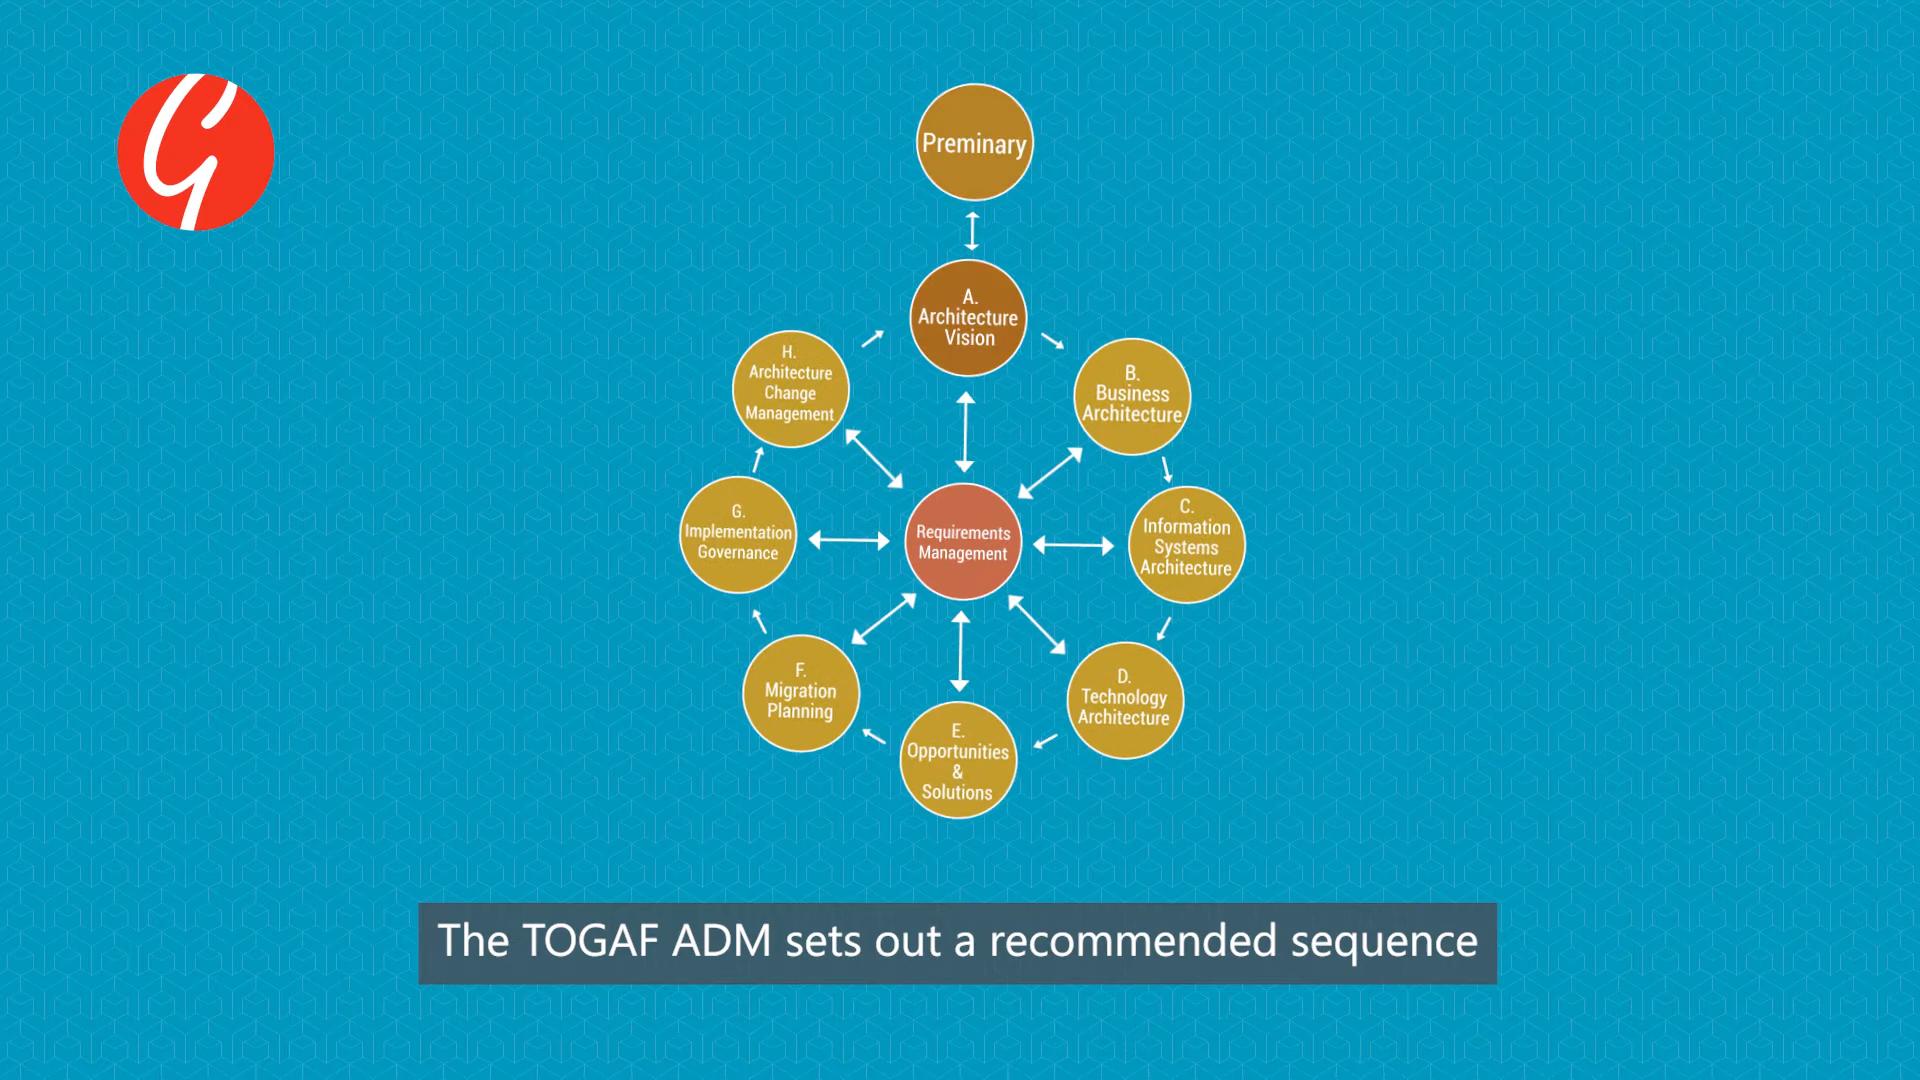 Preminary
A.
Architecture
Vision
H.
Architecture
Change
Management
B.
Business
Architecture
G.
Implementation
Governance
Requirements
Management
C.
Information
Systems
Architecture
F.
Migration
Planning
D.
Technology
Architecture
E.
Opportunities
&
Solutions
The TOGAF ADM sets out a recommended sequence